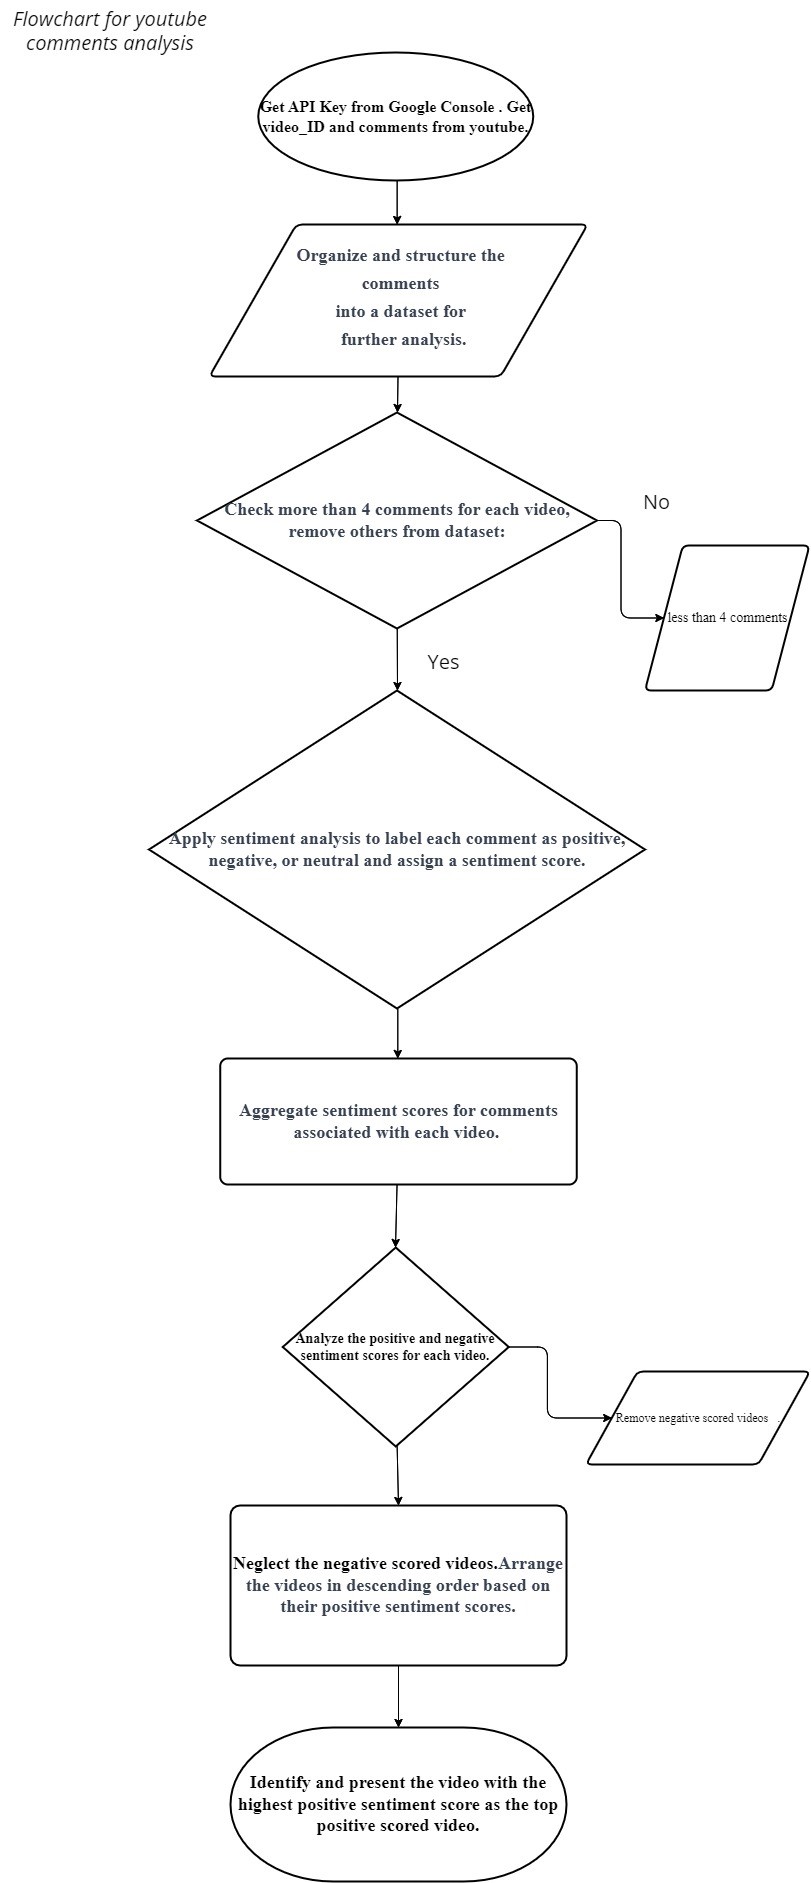 Flowchart for youtube
comments analysis
Get API Key from Google Console . Get
video_ID and comments from youtube.
Organize and structure the
comments
into a dataset for
further analysis.
Check more than 4 comments for each video,
remove others from dataset:
No
less than 4 comments
Yes
Apply sentiment analysis to label each comment as positive,
negative, or neutral and assign a sentiment score.
Aggregate sentiment scores for comments
associated with each video.
Analyze the positive and negative
sentiment scores for each video.
Remove negative scored videos .
Neglect the negative scored videos.Arrange
the videos in descending order based on
their positive sentiment scores.
Identify and present the video with the
highest positive sentiment score as the top
positive scored video.